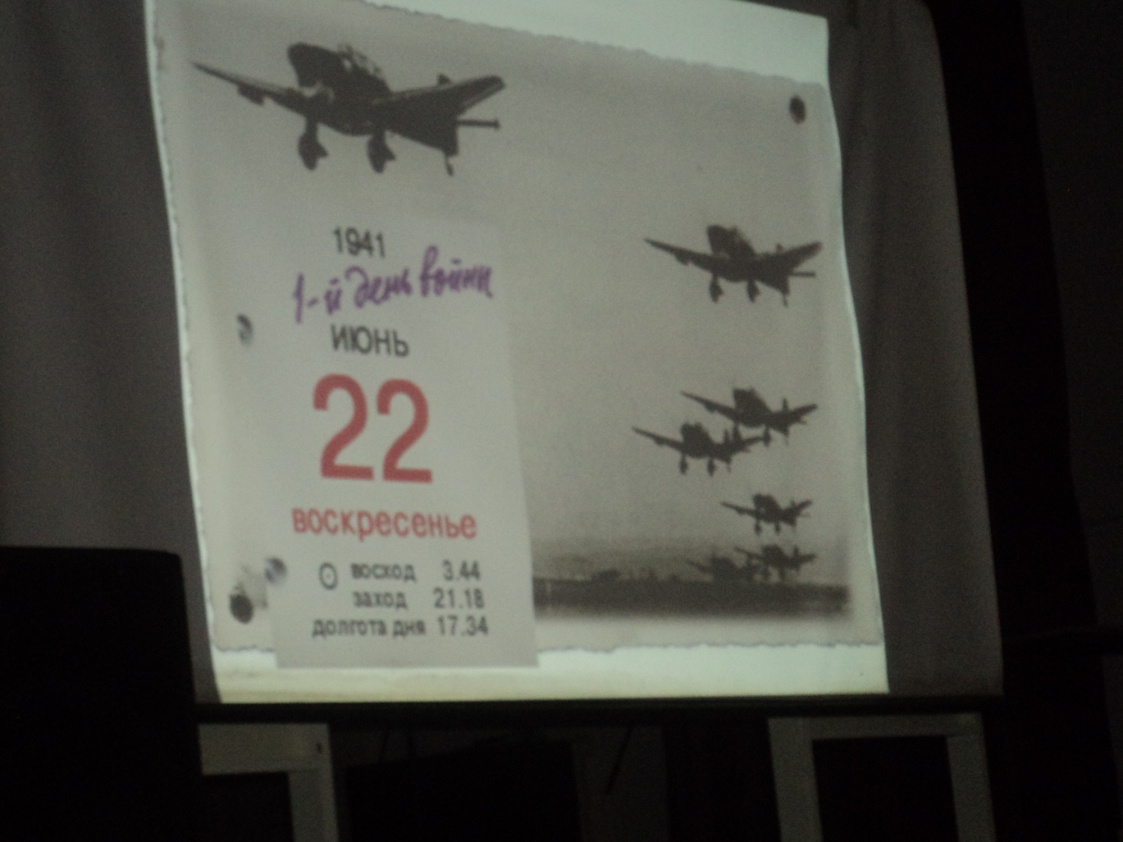 1941
1-й день войны
ИЮНЬ
22
воскресенье
восход 3.44
заход 21.18
долгота дня 17.34